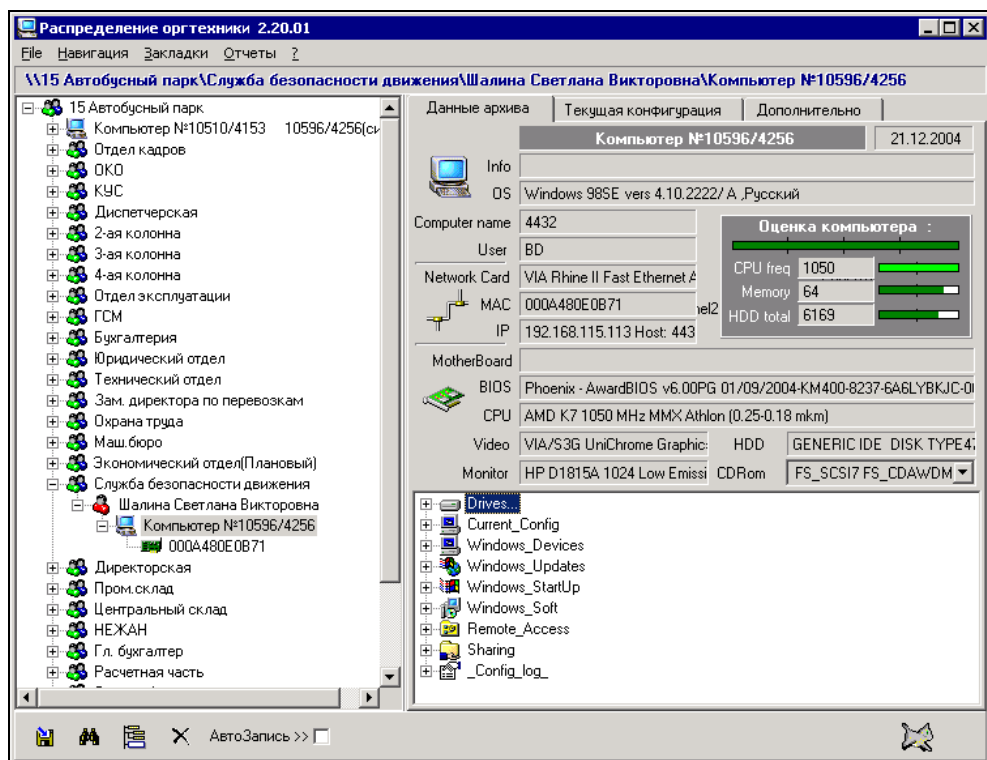 Распределение оргтехники 2.20.01
File Навигация Закладки Отчеты ?
\\15 Автобусный парк\Служба безопасности движения\Шалина Светлана Викторовна\Компьютер №10596/4256
15 Автобусный парк
Компьютер №10510/4153 10596/4256(си
Отдел кадров
ОКО
КУС
Диспетчерская
2-ая колонна
3-ая колонна
4-ая колонна
Отдел эксплуатации
ГСМ
Бухгалтерия
Юридический отдел
Технический отдел
Зам. директора по перевозкам
Охрана труда
Маш.бюро
Экономический отдел(Плановый)
Служба безопасности движения
Шалина Светлана Викторовна
Компьютер №10596/4256
000A480E0B71
Директорская
Пром.склад
Центральный склад
НЕЖАН
Гл. бухгалтер
Расчетная часть
Данные архива Текущая конфигурация Дополнительно
Компьютер №10596/4256 21.12.2004
Info
OS Windows 98SE vers 4.10.2222/ A ,Русский
Computer name 4432
User BD
Network Card VIA Rhine II Fast Ethernet A
MAC 000A480E0B71
nel2
IP 192.168.115.113 Host: 443
Оценка компьютера :
CPU freq 1050
Memory 64
HDD total 6169
MotherBoard
BIOS Phoenix - AwardBIOS v6.00PG 01/09/2004-KM400-8237-6A6LYBKJC-0
CPU AMD K7 1050 MHz MMX Athlon (0.25-0.18 mkm)
Video VIA/S3G UniChrome Graphic: HDD GENERIC IDE DISK TYPE47
Monitor HP D1815A 1024 Low Emissi CDRom FS_SCSI7 FS_CDAWDM
Drives...
Current_Config
Windows_Devices
Windows_Updates
Windows_StartUp
Windows_Soft
Remote_Access
Sharing
_Config_log_
АвтоЗапись >>